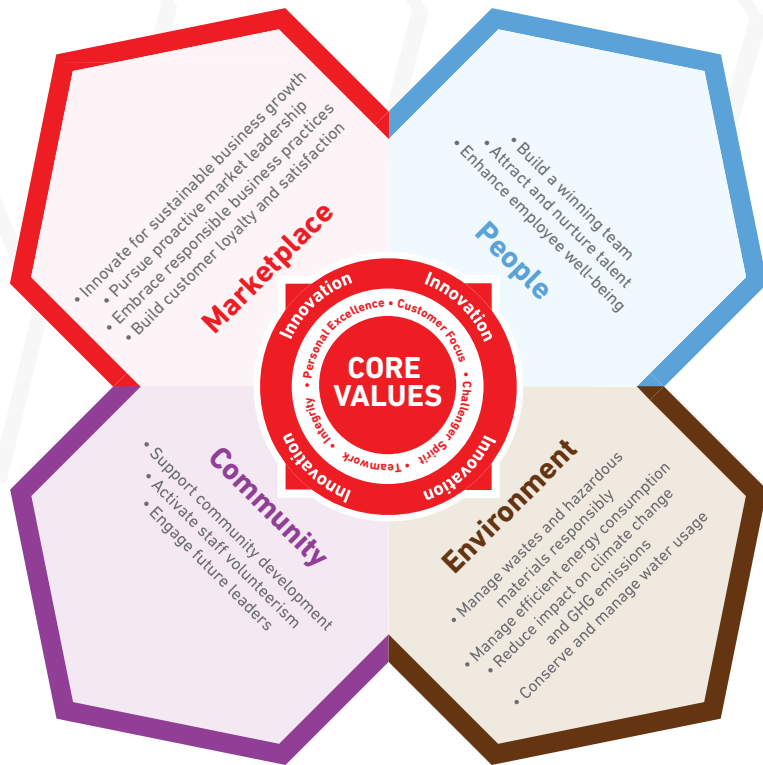 • Innovate for sustainable business growth
• Pursue proactive market leadership
• Embrace responsible business practices
• Build customer loyalty and satisfaction
Marketplace
• Build a winning team
• Attract and nurture talent
• Enhance employee well-being
People
Innovation
Innovation
• Personal Excellence • Customer Focus • Challenger Spirit • Teamwork • Integrity
CORE
VALUES
Innovation
Innovation
Community
• Support community development
• Activate staff volunteerism
• Engage future leaders
Environment
• Manage wastes and hazardous
materials responsibly
• Manage efficient energy consumption
• Reduce impact on climate change
and GHG emissions
• Conserve and manage water usage